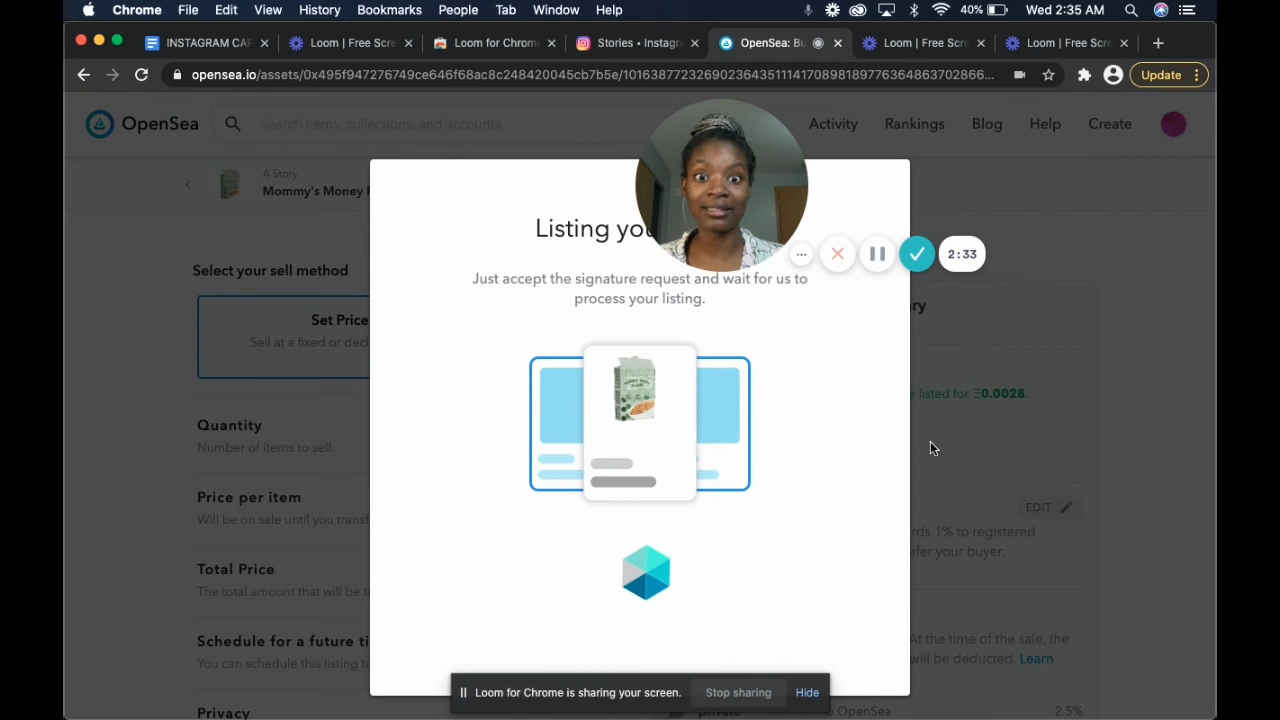 Chrome File Edit View History Bookmarks People Tab Window Help 40% Wed 2:35 AM
INSTAGRAM CAP Loom | Free Scre Loom for Chrom Stories • Instagr OpenSea: Bu Loom | Free Scre Loom | Free Scre
opensea.io/assets/0x495f947276749ce646f68ac8c248420045cb7b5e/10163877232690236435111417089818977636486370286​6...
Update
OpenSea Search items, collections, and accounts Activity Rankings Blog Help Create
A Story
Mommy's Money
Listing you
2:33
Select your sell method
Just accept the signature request and wait for us to
process your listing.
Set Price
Sell at a fixed or decl
ry
e listed for Ξ0.0028.
Quantity
Number of items to sell.
Price per item
Will be on sale until you transf
EDIT
rds 1% to registered
efer your buyer.
Total Price
The total amount that will be t
Schedule for a future ti
You can schedule this listing t
At the time of the sale, the
will be deducted. Learn
Loom for Chrome is sharing your screen. Stop sharing Hide
Privacy
private
OpenSea
2.5%